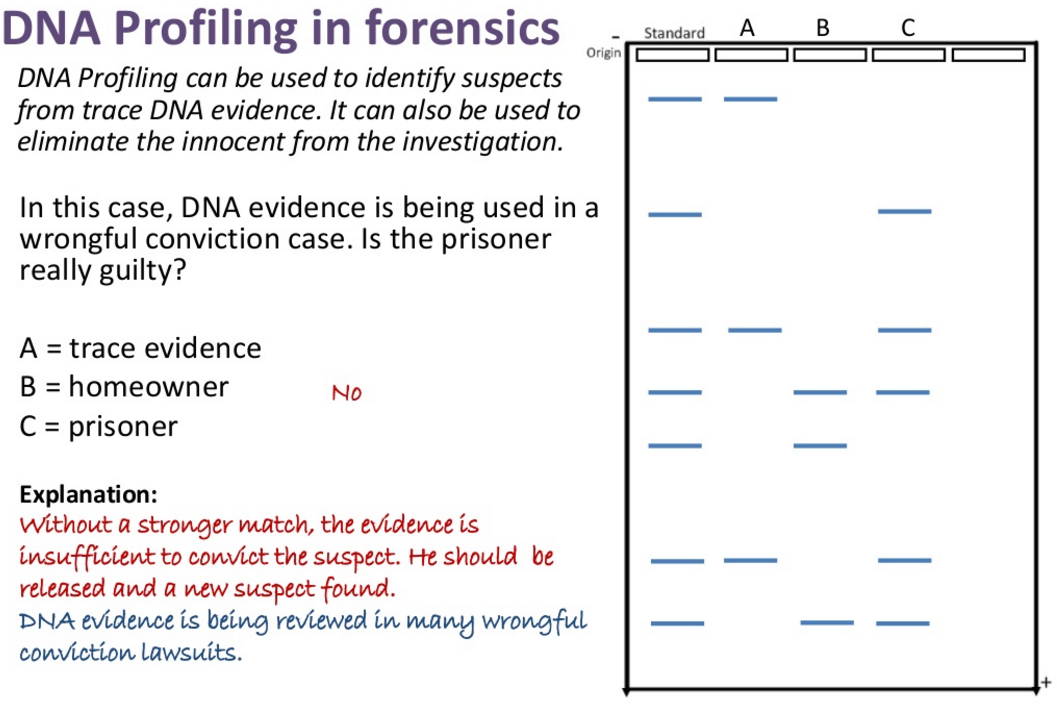 DNA Profiling in forensics
DNA Profiling can be used to identify suspects
from trace DNA evidence. It can also be used to
eliminate the innocent from the investigation.
In this case, DNA evidence is being used in a
wrongful conviction case. Is the prisoner
really guilty?
A = trace evidence
B = homeowner
No
C = prisoner
Explanation:
Without a stronger match, the evidence is
insufficient to convict the suspect. He should be
released and a new suspect found.
DNA evidence is being reviewed in many wrongful
conviction lawsuits.
– Standard A B C
Origin
+